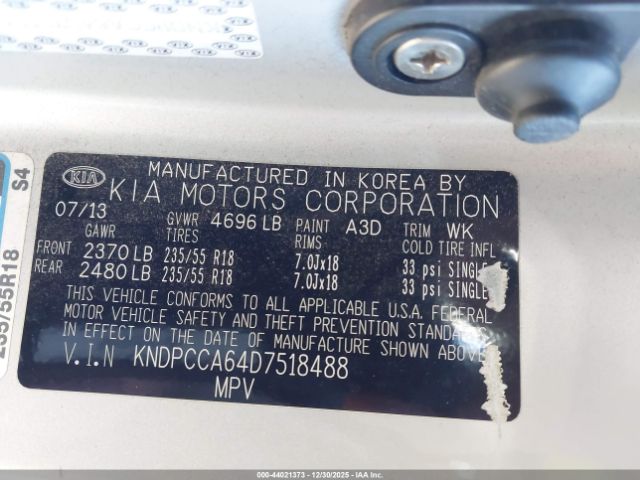 KIA
MANUFACTURED IN KOREA BY
KIA MOTORS CORPORATION
07/13 GVWR 4696 LB PAINT A3D TRIM WK
GAWR TIRES RIMS COLD TIRE INFL
FRONT 2370 LB 235/55 R18 7.0Jx18 33 psi SINGLE
REAR 2480 LB 235/55 R18 7.0Jx18 33 psi SINGLE
THIS VEHICLE CONFORMS TO ALL APPLICABLE U.S.A. FEDERAL
MOTOR VEHICLE SAFETY AND THEFT PREVENTION STANDARDS
IN EFFECT ON THE DATE OF MANUFACTURE SHOWN ABOVE
V.I.N KNDPCCA64D7518488
MPV
S4
235/55R18
000-44021373 - 12/30/2025 - IAAI.COM